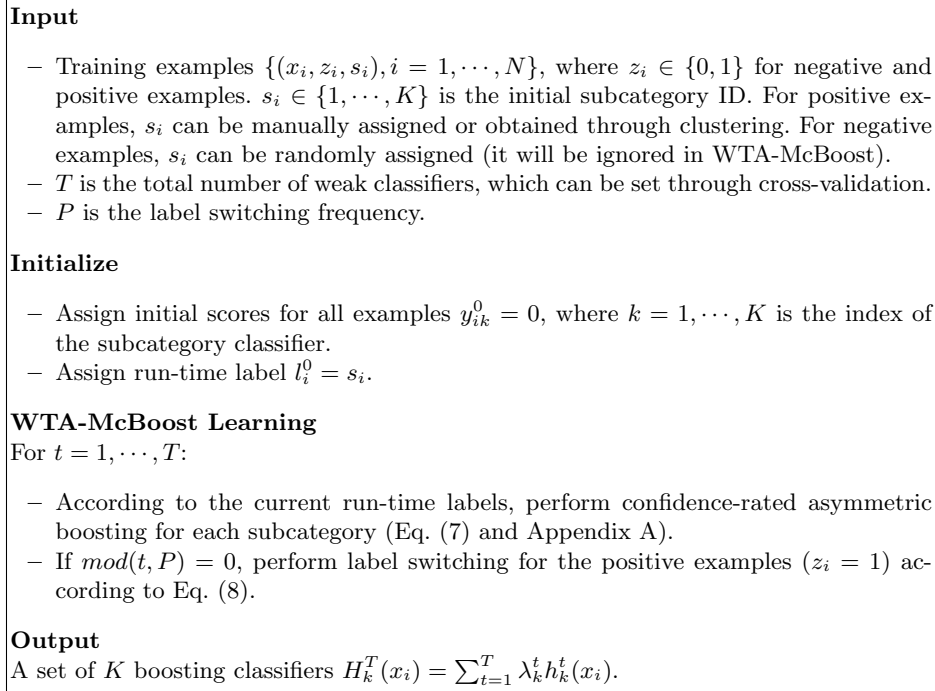 Input
– Training examples {(x_i, z_i, s_i), i = 1, · · · , N}, where z_i ∈ {0, 1} for negative and
positive examples. s_i ∈ {1, · · · , K} is the initial subcategory ID. For positive ex-
amples, s_i can be manually assigned or obtained through clustering. For negative
examples, s_i can be randomly assigned (it will be ignored in WTA-McBoost).
– T is the total number of weak classifiers, which can be set through cross-validation.
– P is the label switching frequency.
Initialize
– Assign initial scores for all examples y_{ik}^0 = 0, where k = 1, · · · , K is the index of
the subcategory classifier.
– Assign run-time label l_i^0 = s_i.
WTA-McBoost Learning
For t = 1, · · · , T:
– According to the current run-time labels, perform confidence-rated asymmetric
boosting for each subcategory (Eq. (7) and Appendix A).
– If mod(t, P) = 0, perform label switching for the positive examples (z_i = 1) ac-
cording to Eq. (8).
Output
A set of K boosting classifiers H_k^T(x_i) = ∑_{t=1}^T λ_k^t h_k^t(x_i).